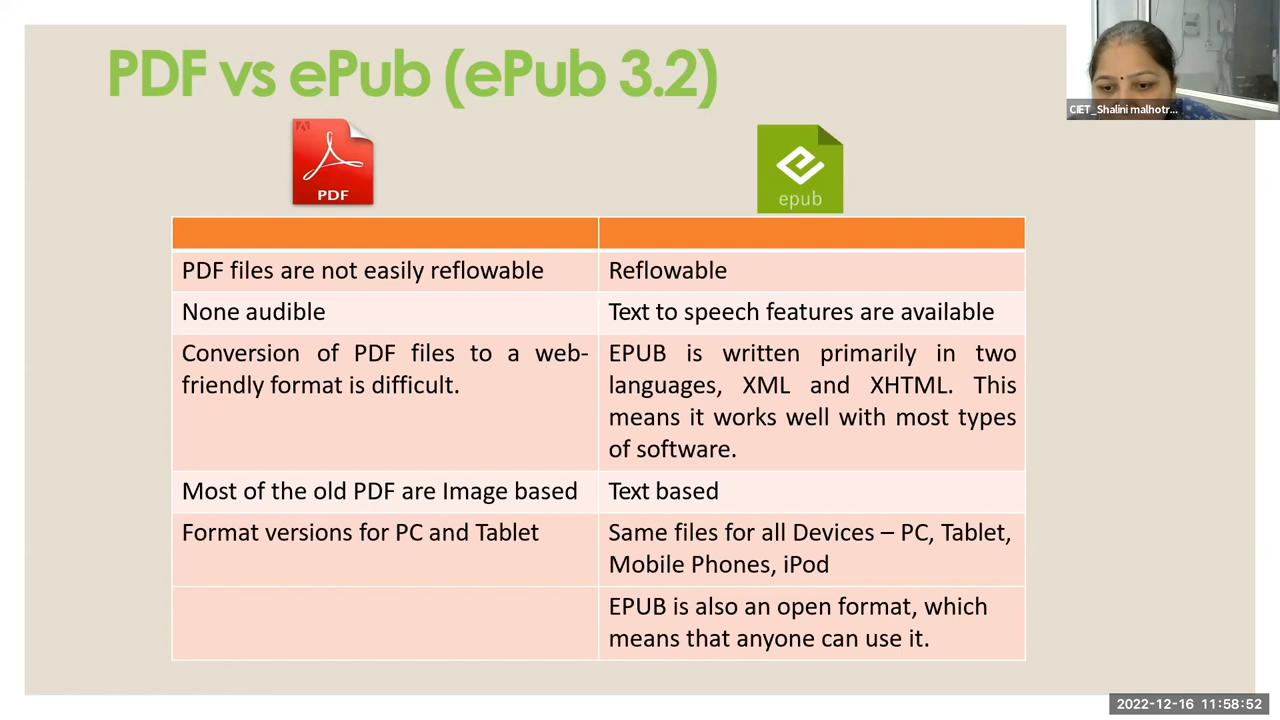 PDF vs ePub (ePub 3.2)
CIET_Shalini malhotr...
PDF
epub
PDF files are not easily reflowable
Reflowable
None audible
Text to speech features are available
Conversion of PDF files to a web-
friendly format is difficult.
EPUB is written primarily in two
languages, XML and XHTML. This
means it works well with most types
of software.
Most of the old PDF are Image based
Text based
Format versions for PC and Tablet
Same files for all Devices – PC, Tablet,
Mobile Phones, iPod
EPUB is also an open format, which
means that anyone can use it.
2022-12-16 11:58:52